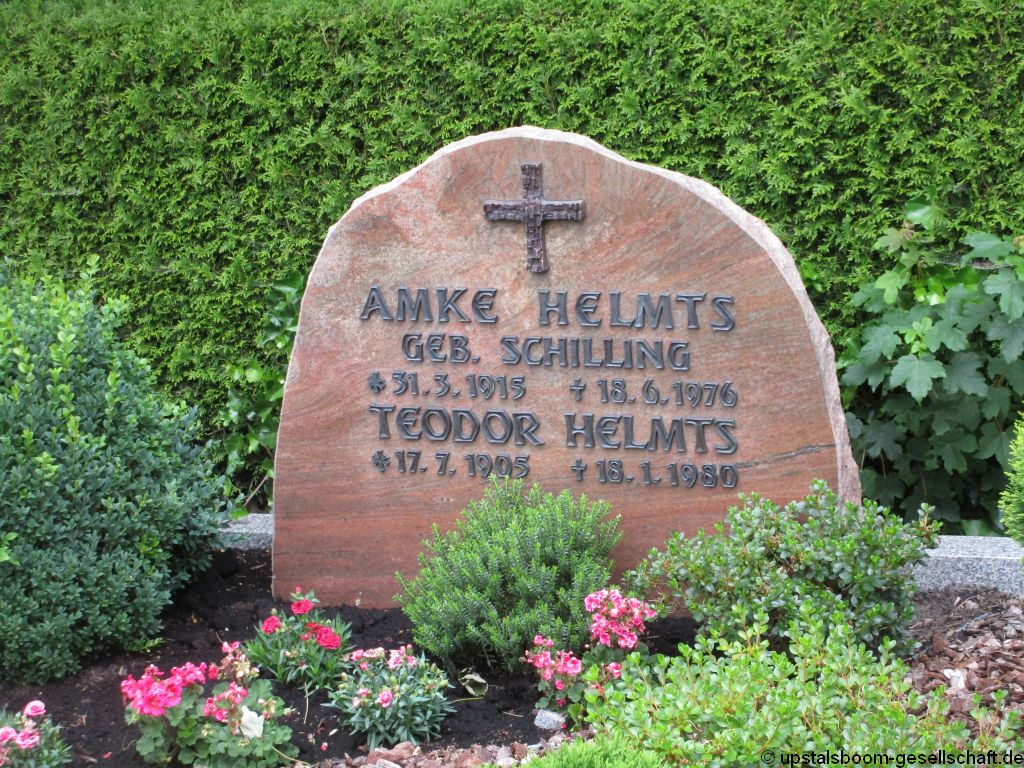 AMKE HELMTS
GEB. SCHILLING
* 31. 3. 1915 † 18. 6. 1976
TEODOR HELMTS
* 17. 7. 1905 † 18. 1. 1980
© upstalsboom-gesellschaft.de